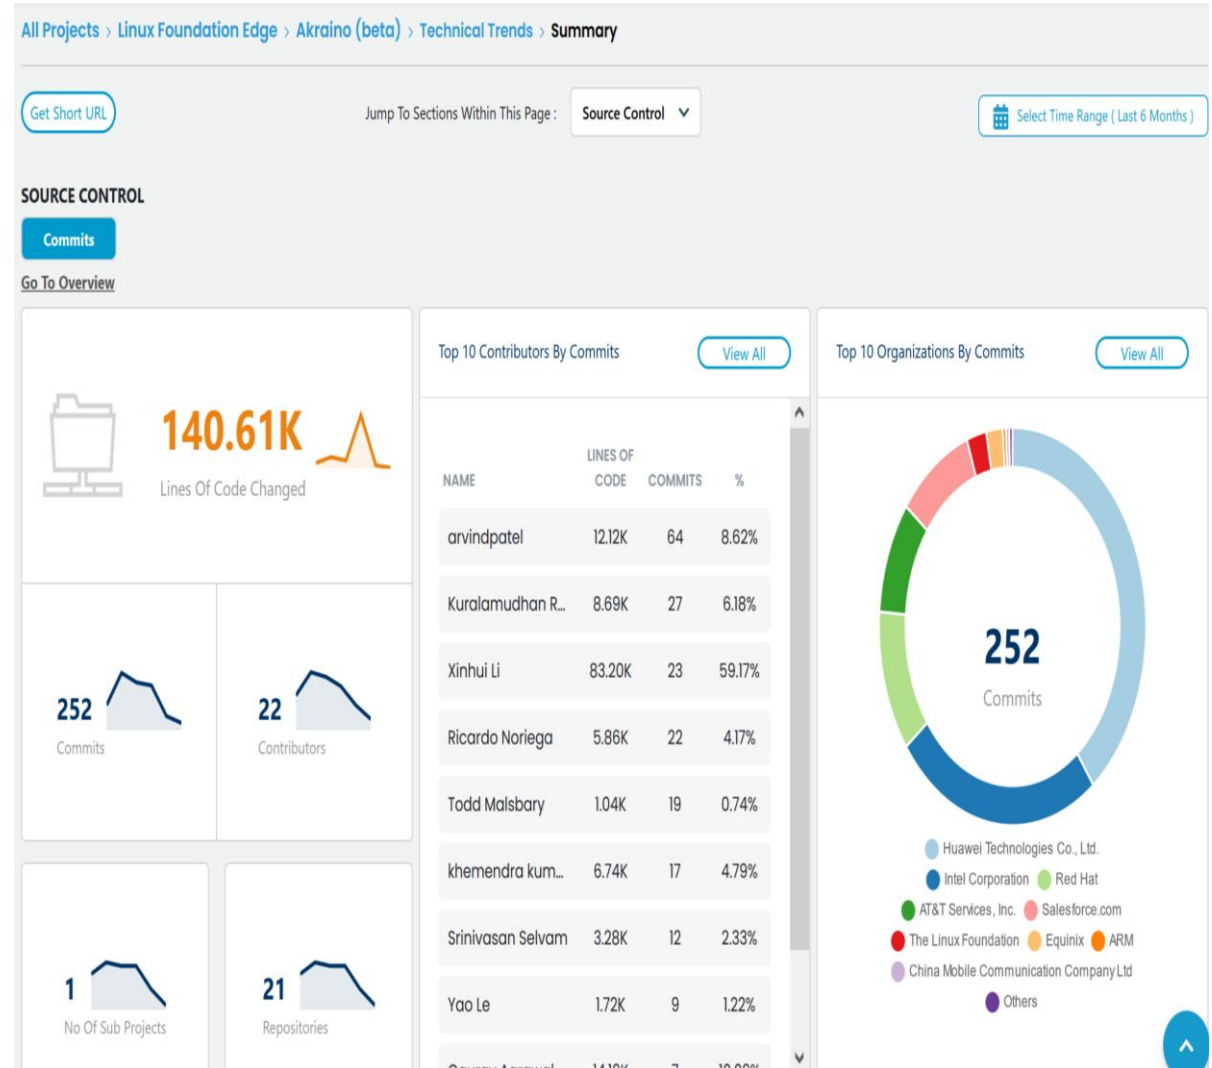 All Projects > Linux Foundation Edge > Akraino (beta) > Technical Trends > Summary
Get Short URL
Jump To Sections Within This Page :
Source Control
Select Time Range ( Last 6 Months )
SOURCE CONTROL
Commits
Go To Overview
140.61K
Lines Of Code Changed
252
Commits
22
Contributors
1
No Of Sub Projects
21
Repositories
Top 10 Contributors By Commits
View All
NAME LINES OF CODE COMMITS %
arvindpatel 12.12K 64 8.62%
Kuralamudhan R... 8.69K 27 6.18%
Xinhui Li 83.20K 23 59.17%
Ricardo Noriega 5.86K 22 4.17%
Todd Malsbary 1.04K 19 0.74%
khemendra kum... 6.74K 17 4.79%
Srinivasan Selvam 3.28K 12 2.33%
Yao Le 1.72K 9 1.22%
Top 10 Organizations By Commits
View All
252
Commits
Huawei Technologies Co., Ltd.
Intel Corporation Red Hat
AT&T Services, Inc. Salesforce.com
The Linux Foundation Equinix ARM
China Mobile Communication Company Ltd
Others